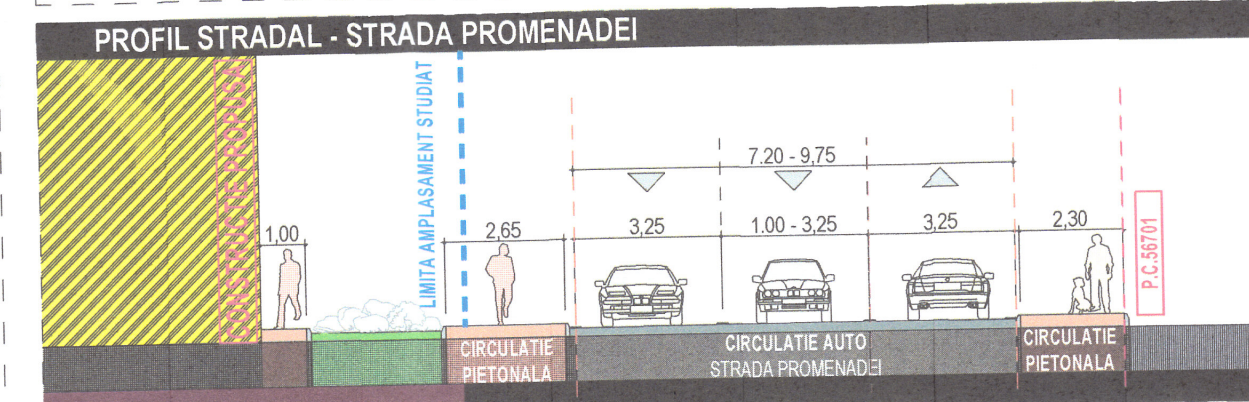 PROFIL STRADAL - STRADA PROMENADEI
CONSTRUCTIE PROPUSA
LIMITA AMPLASAMENT STUDIAT
7.20 - 9,75
1,00
2,65
3,25
1.00 - 3,25
3,25
2,30
P.C.56701
CIRCULATIE
PIETONALA
CIRCULATIE AUTO
STRADA PROMENADEI
CIRCULATIE
PIETONALA